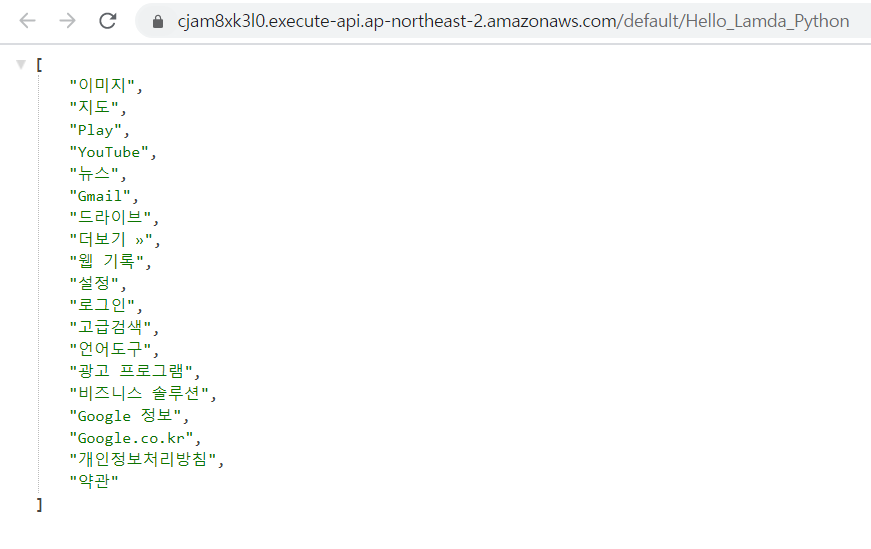 cjam8xk3l0.execute-api.ap-northeast-2.amazonaws.com/default/Hello_Lamda_Python
[
"이미지",
"지도",
"Play",
"YouTube",
"뉴스",
"Gmail",
"드라이브",
"더보기 »",
"웹 기록",
"설정",
"로그인",
"고급검색",
"언어도구",
"광고 프로그램",
"비즈니스 솔루션",
"Google 정보",
"Google.co.kr",
"개인정보처리방침",
"약관"
]